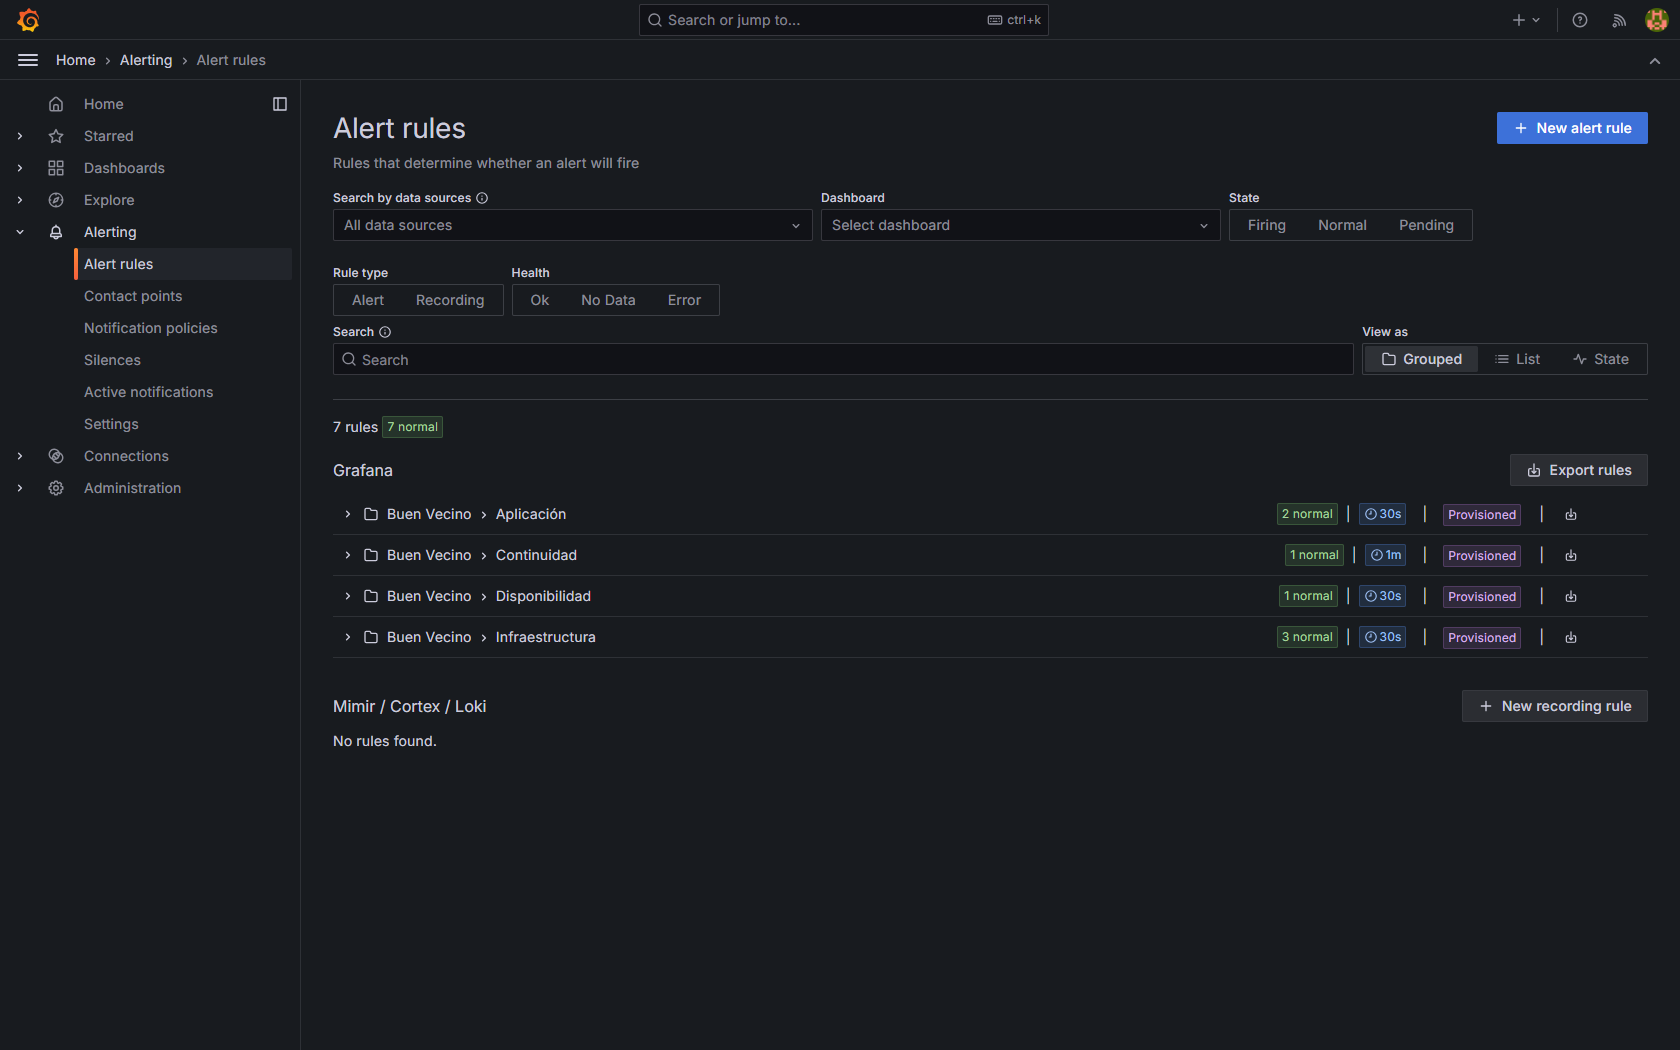 Search or jump to...
ctrl+k
Home › Alerting › Alert rules
Home
Starred
Dashboards
Explore
Alerting
Alert rules
Contact points
Notification policies
Silences
Active notifications
Settings
Connections
Administration
Alert rules
New alert rule
Rules that determine whether an alert will fire
Search by data sources
Dashboard
State
All data sources
Select dashboard
Firing Normal Pending
Rule type
Health
Alert Recording
Ok No Data Error
Search
View as
Search
Grouped List State
7 rules 7 normal
Grafana
Export rules
Buen Vecino › Aplicación 2 normal | 30s | Provisioned |
Buen Vecino › Continuidad 1 normal | 1m | Provisioned |
Buen Vecino › Disponibilidad 1 normal | 30s | Provisioned |
Buen Vecino › Infraestructura 3 normal | 30s | Provisioned |
Mimir / Cortex / Loki
New recording rule
No rules found.